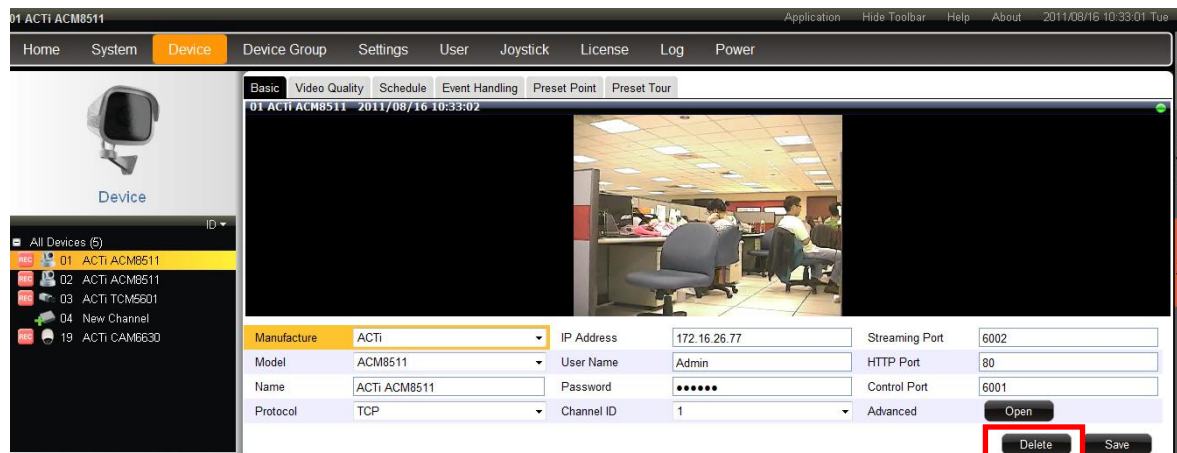 01 ACTi ACM8511 Application Hide Toolbar Help About 2011/08/16 10:33:01 Tue
Home System Device Device Group Settings User Joystick License Log Power
Basic Video Quality Schedule Event Handling Preset Point Preset Tour
01 ACTi ACM8511 2011/08/16 10:33:02
Device
ID
All Devices (5)
REC 01 ACTi ACM8511
REC 02 ACTi ACM8511
REC 03 ACTi TCM5601
04 New Channel
REC 19 ACTi CAM6630
Manufacture ACTi IP Address 172.16.26.77 Streaming Port 6002
Model ACM8511 User Name Admin HTTP Port 80
Name ACTi ACM8511 Password •••••• Control Port 6001
Protocol TCP Channel ID 1 Advanced Open
Delete Save